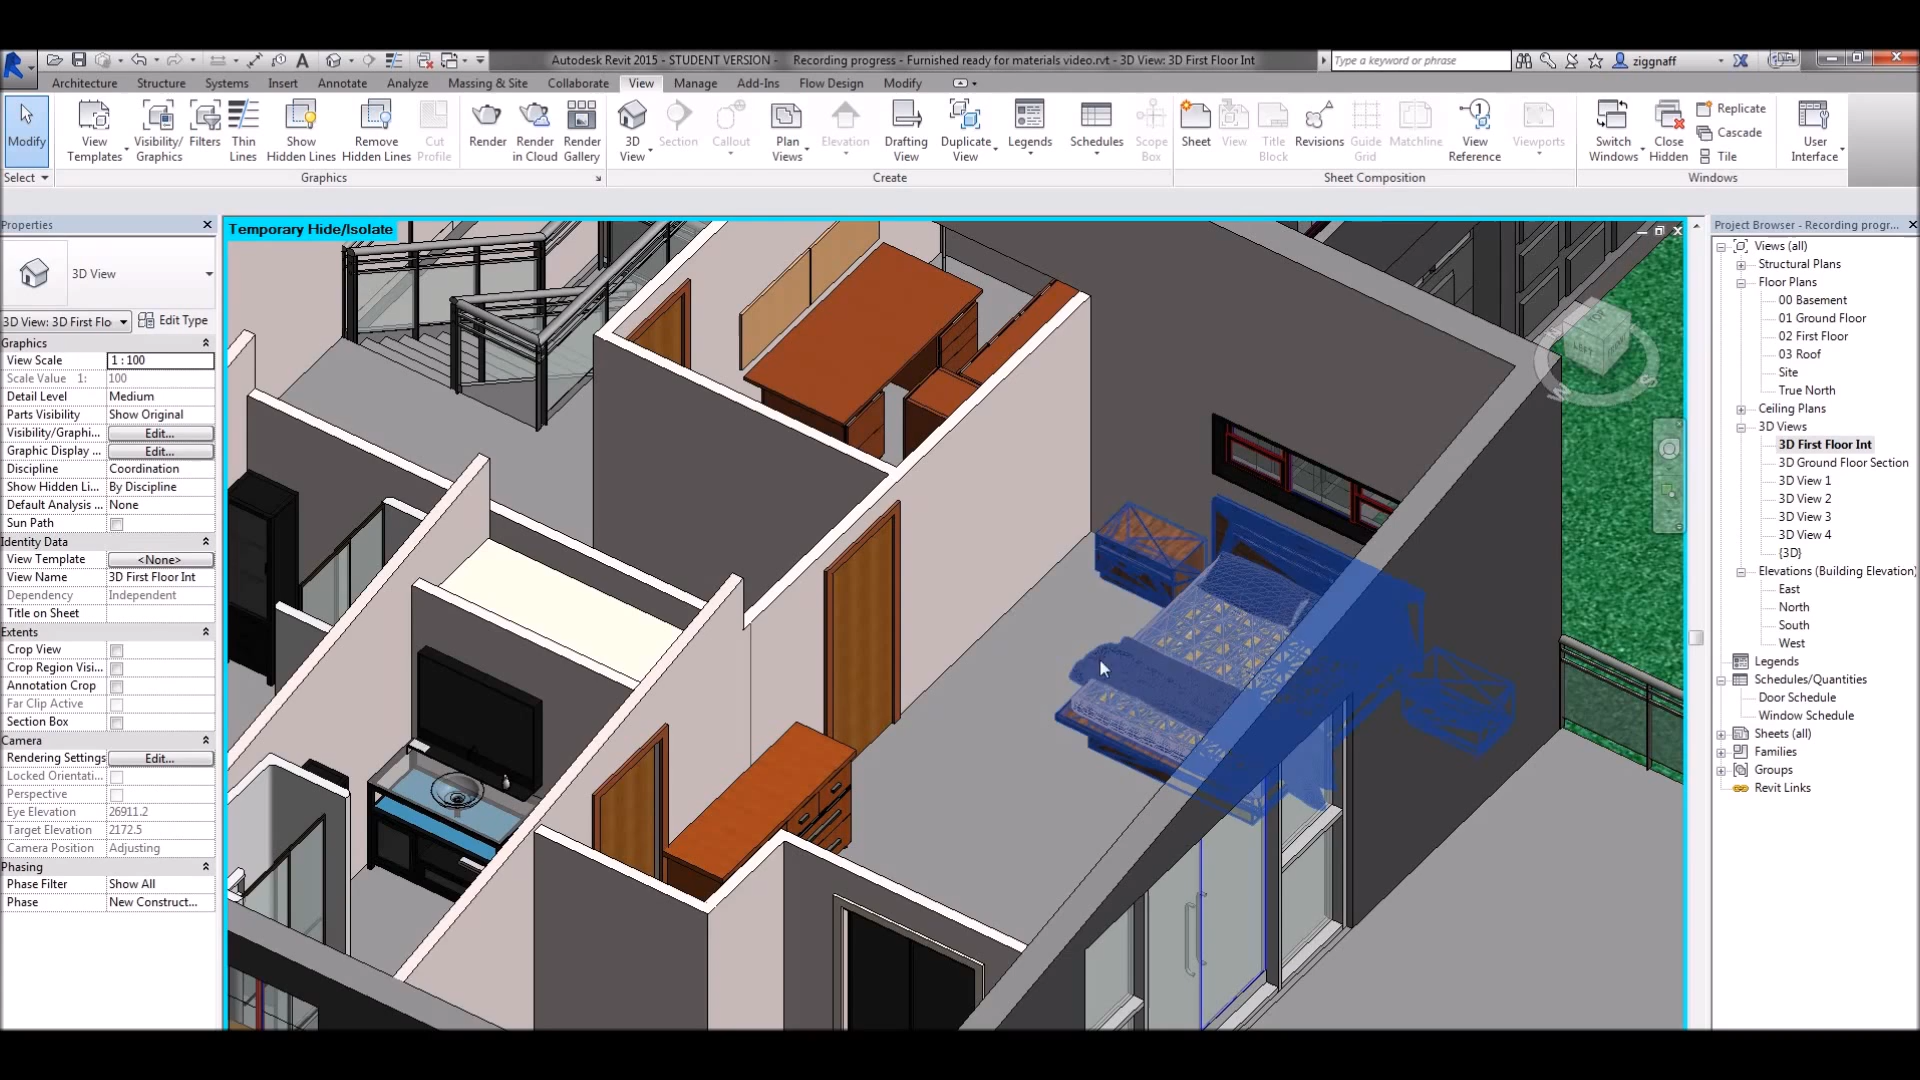 Autodesk Revit 2015 - STUDENT VERSION - Recording progress - Furnished ready for materials video.rvt - 3D View: 3D First Floor Int
Type a keyword or phrase
ziggnaff
Architecture Structure Systems Insert Annotate Analyze Massing & Site Collaborate View Manage Add-Ins Flow Design Modify
Modify
View Templates
Visibility/ Graphics
Filters
Thin Lines
Show Hidden Lines
Remove Hidden Lines
Cut Profile
Render
Render in Cloud
Render Gallery
3D View
Section
Callout
Plan Views
Elevation
Drafting View
Duplicate View
Legends
Schedules
Scope Box
Sheet
View
Title Block
Revisions
Guide Grid
Matchline
View Reference
Viewports
Switch Windows
Close Hidden
Replicate
Cascade
Tile
User Interface
Select Graphics Create Sheet Composition Windows
Properties
3D View
3D View: 3D First Flo Edit Type
Graphics
View Scale 1 : 100
Scale Value 1: 100
Detail Level Medium
Parts Visibility Show Original
Visibility/Graphi... Edit...
Graphic Display ... Edit...
Discipline Coordination
Show Hidden Li... By Discipline
Default Analysis ... None
Sun Path
Identity Data
View Template <None>
View Name 3D First Floor Int
Dependency Independent
Title on Sheet
Extents
Crop View
Crop Region Visi...
Annotation Crop
Far Clip Active
Section Box
Camera
Rendering Settings Edit...
Locked Orientati...
Perspective
Eye Elevation 26911.2
Target Elevation 2172.5
Camera Position Adjusting
Phasing
Phase Filter Show All
Phase New Construct...
Temporary Hide/Isolate
Project Browser - Recording progr...
Views (all)
Structural Plans
Floor Plans
00 Basement
01 Ground Floor
02 First Floor
03 Roof
Site
True North
Ceiling Plans
3D Views
3D First Floor Int
3D Ground Floor Section
3D View 1
3D View 2
3D View 3
3D View 4
{3D}
Elevations (Building Elevation)
East
North
South
West
Legends
Schedules/Quantities
Door Schedule
Window Schedule
Sheets (all)
Families
Groups
Revit Links